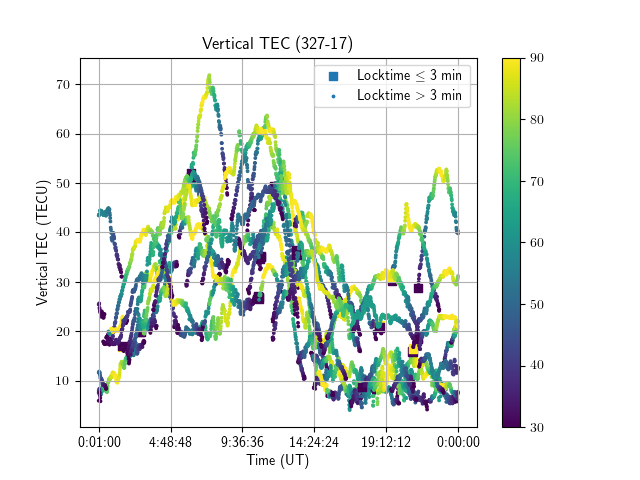 Vertical TEC (327-17)
Locktime ≤ 3 min
Locktime > 3 min
Vertical TEC (TECU)
70
60
50
40
30
20
10
0:01:00 4:48:48 9:36:36 14:24:24 19:12:12 0:00:00
Time (UT)
90
80
70
60
50
40
30